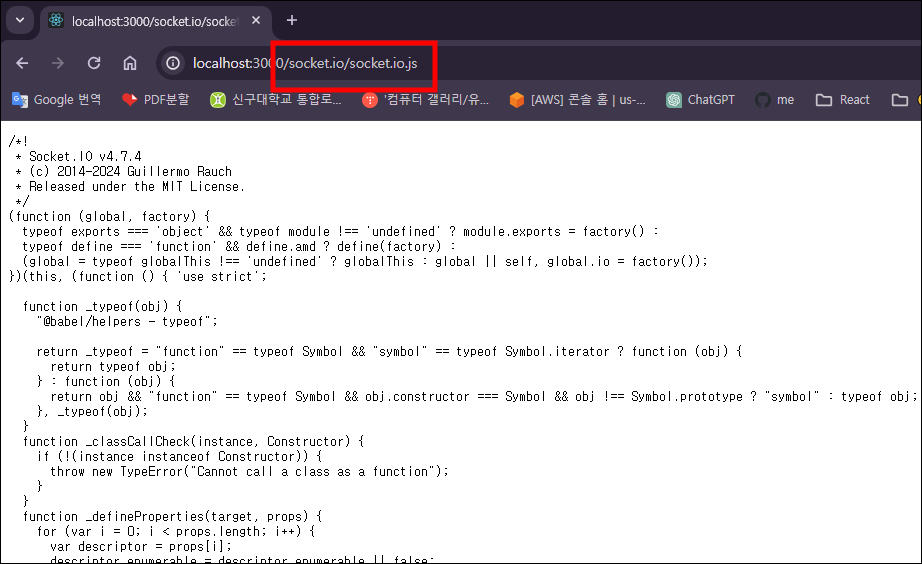 localhost:3000/socket.io/socket
localhost:3000/socket.io/socket.io.js
Google 번역
PDF분할
신구대학교 통합로...
'컴퓨터 갤러리/유...
[AWS] 콘솔 홈 | us-...
ChatGPT
me
React
/*!
 * Socket.IO v4.7.4
 * (c) 2014-2024 Guillermo Rauch
 * Released under the MIT License.
 */
(function (global, factory) {
  typeof exports === 'object' && typeof module !== 'undefined' ? module.exports = factory() :
  typeof define === 'function' && define.amd ? define(factory) :
  (global = typeof globalThis !== 'undefined' ? globalThis : global || self, global.io = factory());
})(this, (function () { 'use strict';
  function _typeof(obj) {
    "@babel/helpers - typeof";
    return _typeof = "function" == typeof Symbol && "symbol" == typeof Symbol.iterator ? function (obj) {
      return typeof obj;
    } : function (obj) {
      return obj && "function" == typeof Symbol && obj.constructor === Symbol && obj !== Symbol.prototype ? "symbol" : typeof obj;
    }, _typeof(obj);
  }
  function _classCallCheck(instance, Constructor) {
    if (!(instance instanceof Constructor)) {
      throw new TypeError("Cannot call a class as a function");
    }
  }
  function _defineProperties(target, props) {
    for (var i = 0; i < props.length; i++) {
      var descriptor = props[i];
      descriptor.enumerable = descriptor.enumerable || false;